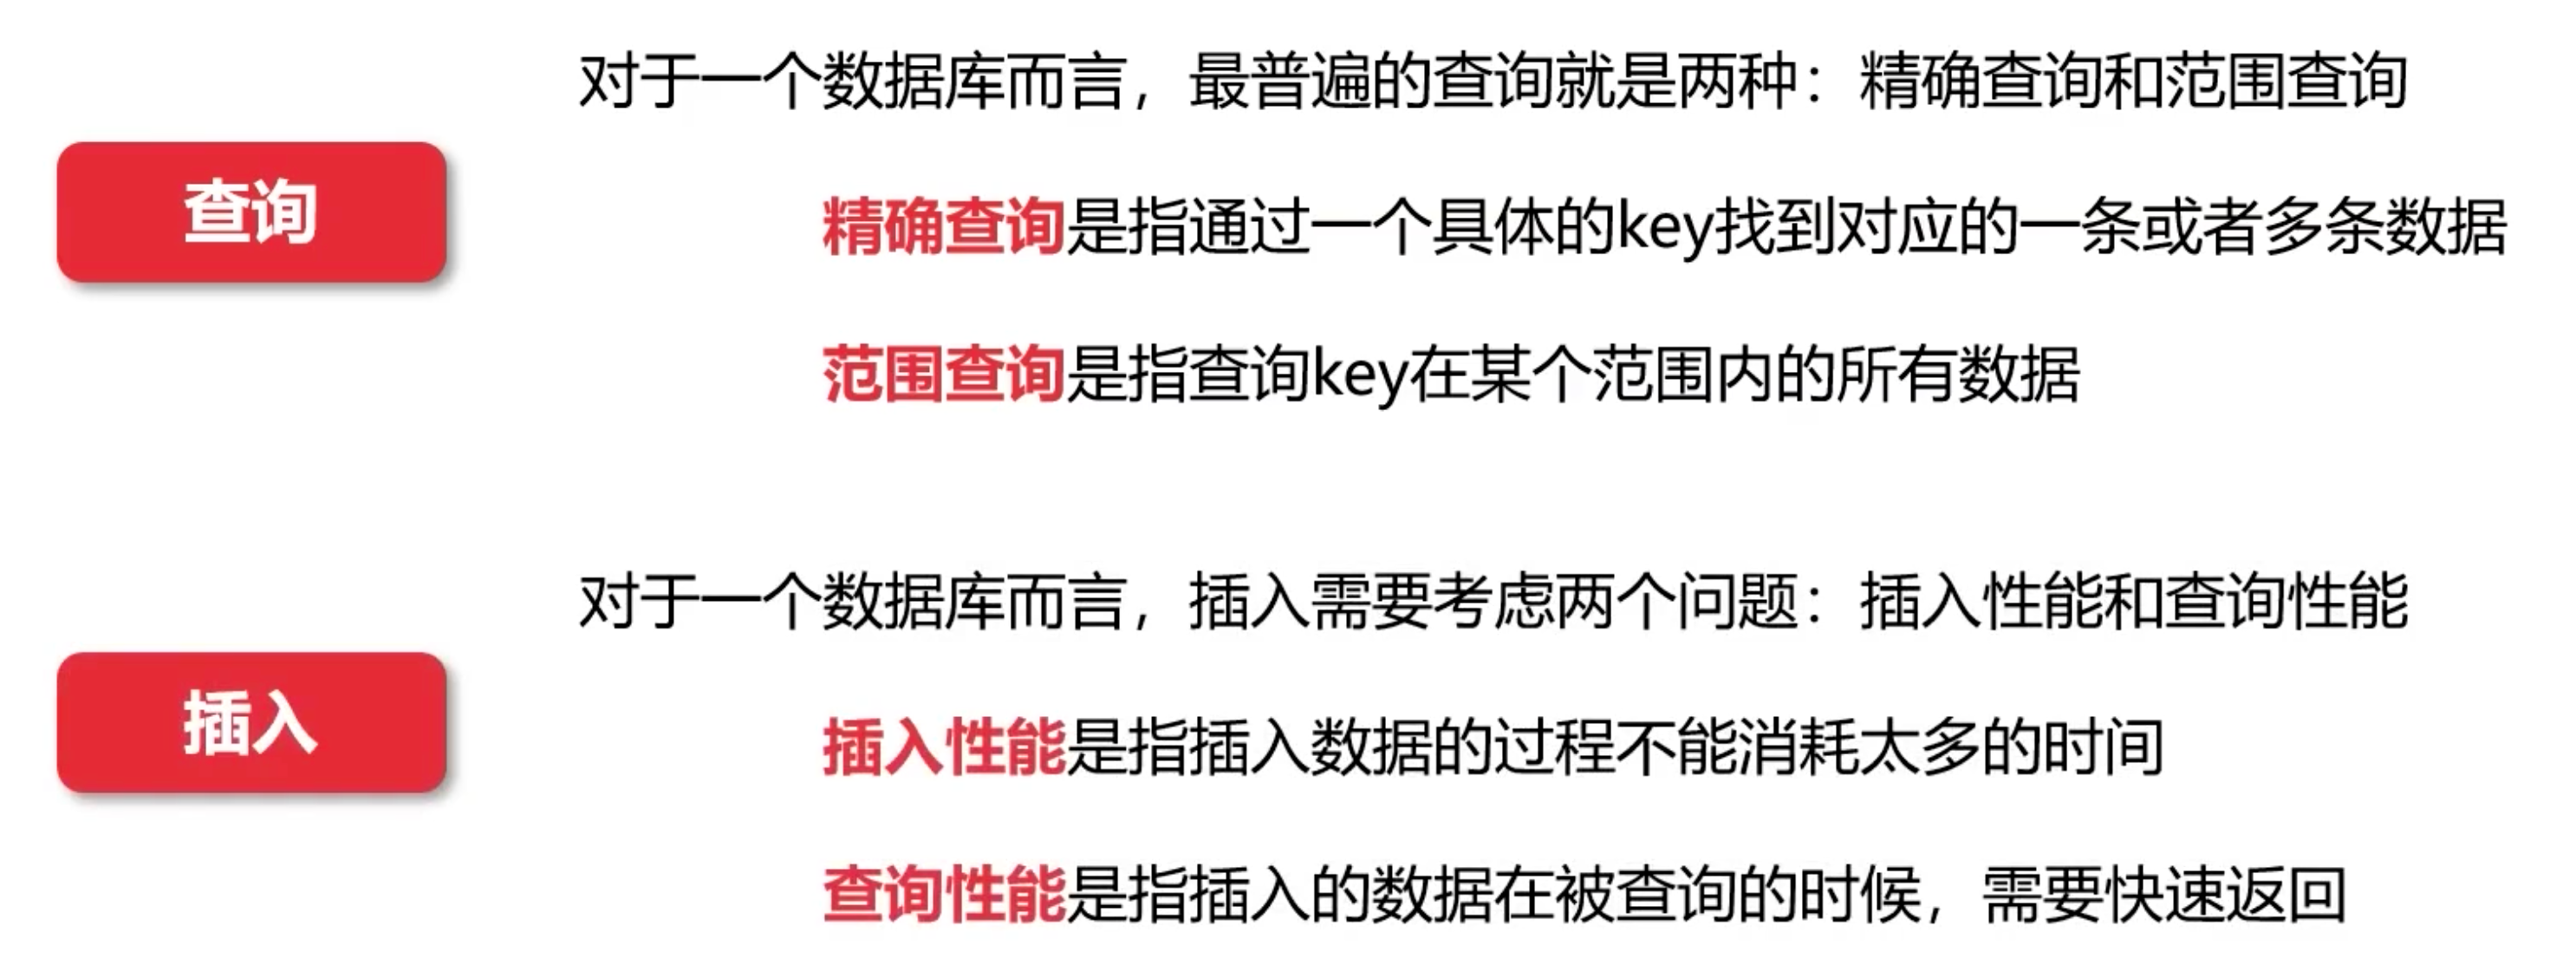 对于一个数据库而言，最普遍的查询就是两种：精确查询和范围查询
查询
精确查询是指通过一个具体的key找到对应的一条或者多条数据
范围查询是指查询key在某个范围内的所有数据
对于一个数据库而言，插入需要考虑两个问题：插入性能和查询性能
插入
插入性能是指插入数据的过程不能消耗太多的时间
查询性能是指插入的数据在被查询的时候，需要快速返回